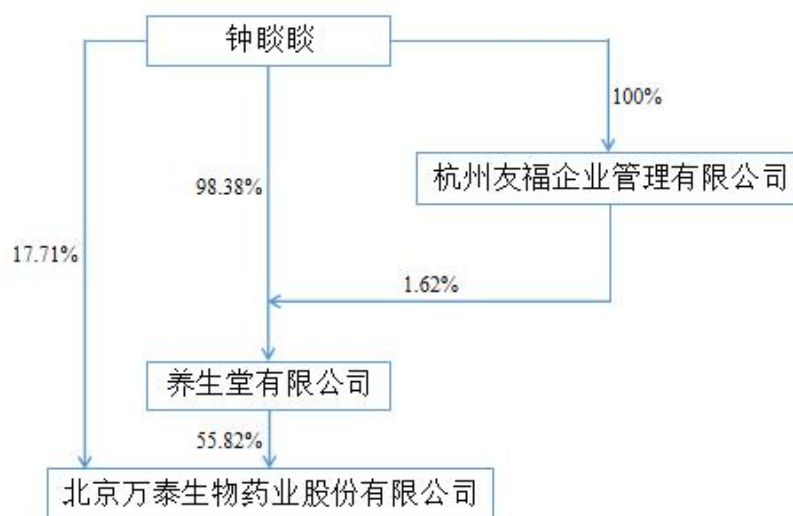 钟睒睒
100%
杭州友福企业管理有限公司
98.38%
17.71%
1.62%
养生堂有限公司
55.82%
北京万泰生物药业股份有限公司